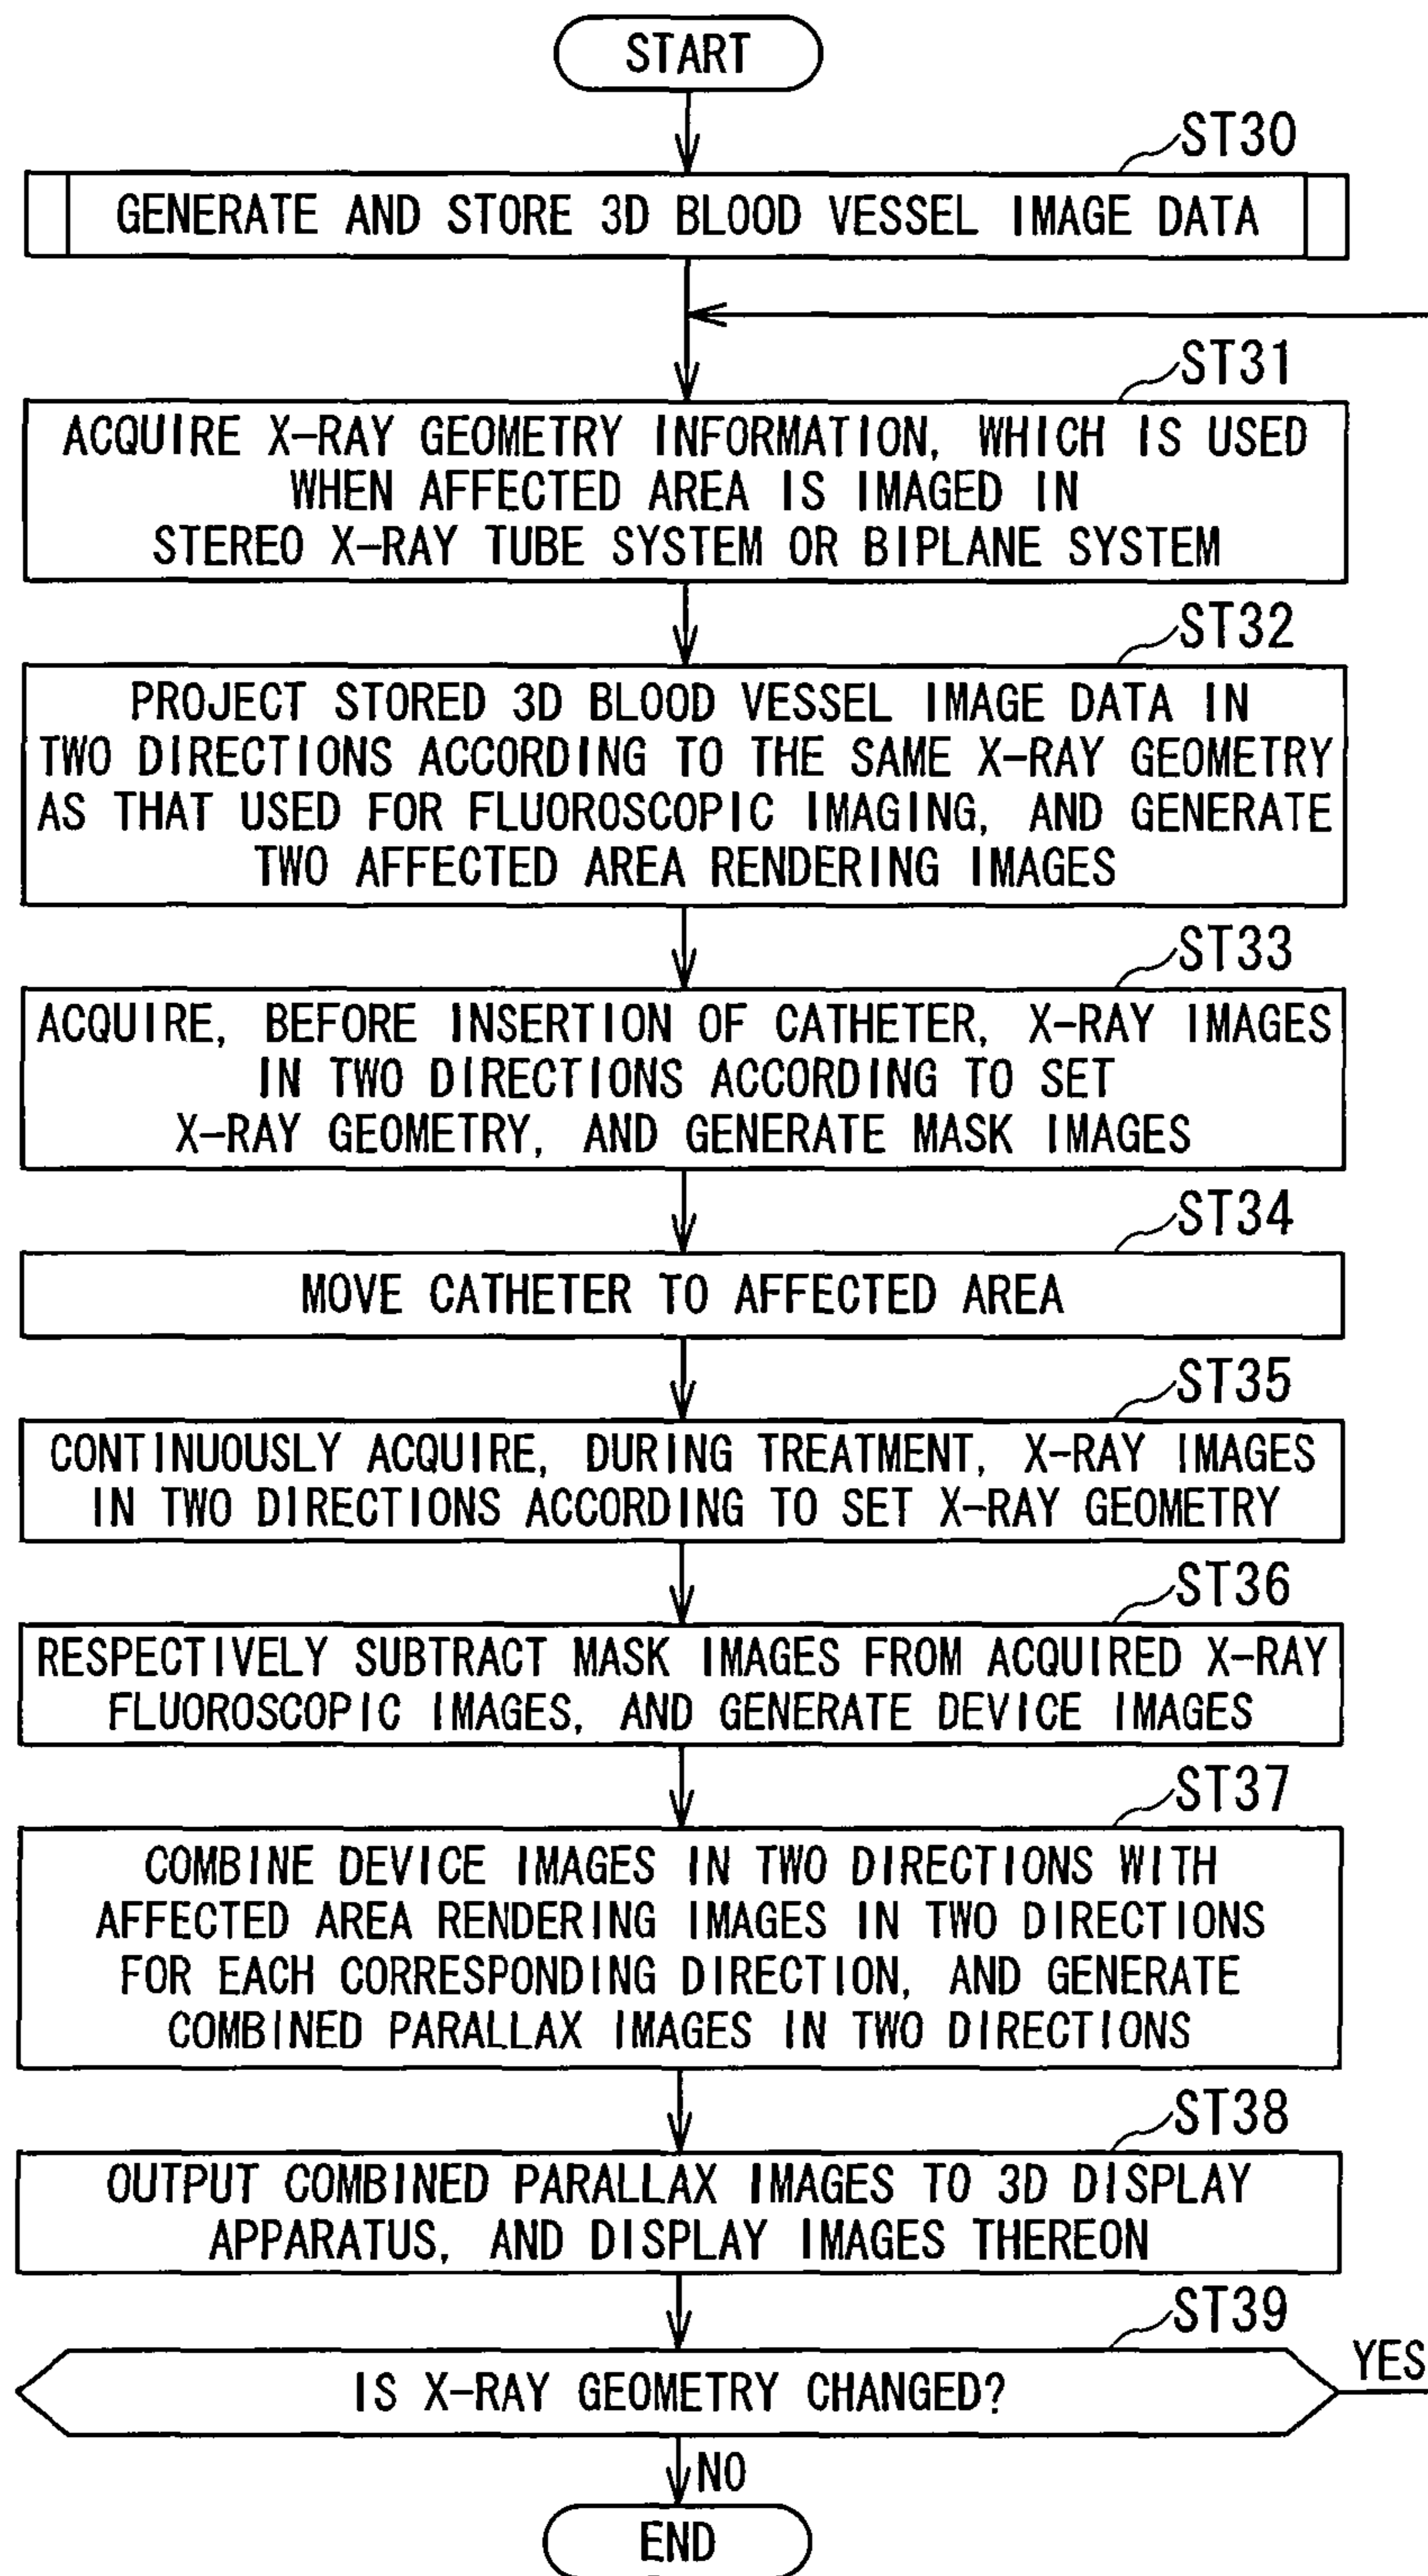 START
ST30
GENERATE AND STORE 3D BLOOD VESSEL IMAGE DATA
ST31
ACQUIRE X-RAY GEOMETRY INFORMATION, WHICH IS USED
WHEN AFFECTED AREA IS IMAGED IN
STEREO X-RAY TUBE SYSTEM OR BIPLANE SYSTEM
ST32
PROJECT STORED 3D BLOOD VESSEL IMAGE DATA IN
TWO DIRECTIONS ACCORDING TO THE SAME X-RAY GEOMETRY
AS THAT USED FOR FLUOROSCOPIC IMAGING, AND GENERATE
TWO AFFECTED AREA RENDERING IMAGES
ST33
ACQUIRE, BEFORE INSERTION OF CATHETER, X-RAY IMAGES
IN TWO DIRECTIONS ACCORDING TO SET
X-RAY GEOMETRY, AND GENERATE MASK IMAGES
ST34
MOVE CATHETER TO AFFECTED AREA
ST35
CONTINUOUSLY ACQUIRE, DURING TREATMENT, X-RAY IMAGES
IN TWO DIRECTIONS ACCORDING TO SET X-RAY GEOMETRY
ST36
RESPECTIVELY SUBTRACT MASK IMAGES FROM ACQUIRED X-RAY
FLUOROSCOPIC IMAGES, AND GENERATE DEVICE IMAGES
ST37
COMBINE DEVICE IMAGES IN TWO DIRECTIONS WITH
AFFECTED AREA RENDERING IMAGES IN TWO DIRECTIONS
FOR EACH CORRESPONDING DIRECTION, AND GENERATE
COMBINED PARALLAX IMAGES IN TWO DIRECTIONS
ST38
OUTPUT COMBINED PARALLAX IMAGES TO 3D DISPLAY
APPARATUS, AND DISPLAY IMAGES THEREON
ST39
IS X-RAY GEOMETRY CHANGED?
YES
NO
END